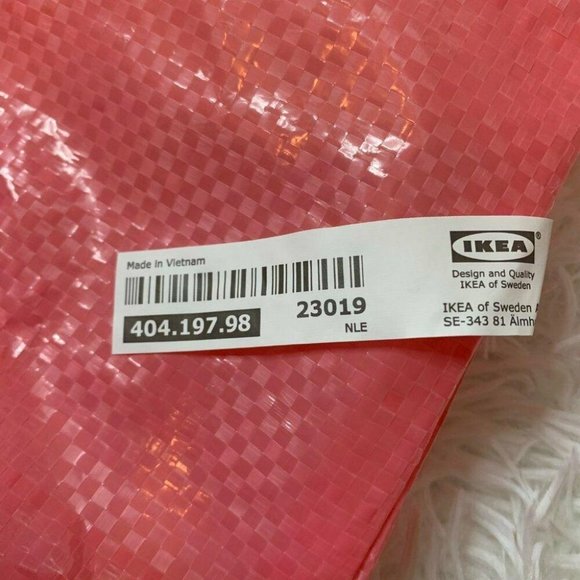 Made in Vietnam
404.197.98
23019
NLE
IKEA®
Design and Quality
IKEA of Sweden
IKEA of Sweden
SE-343 81